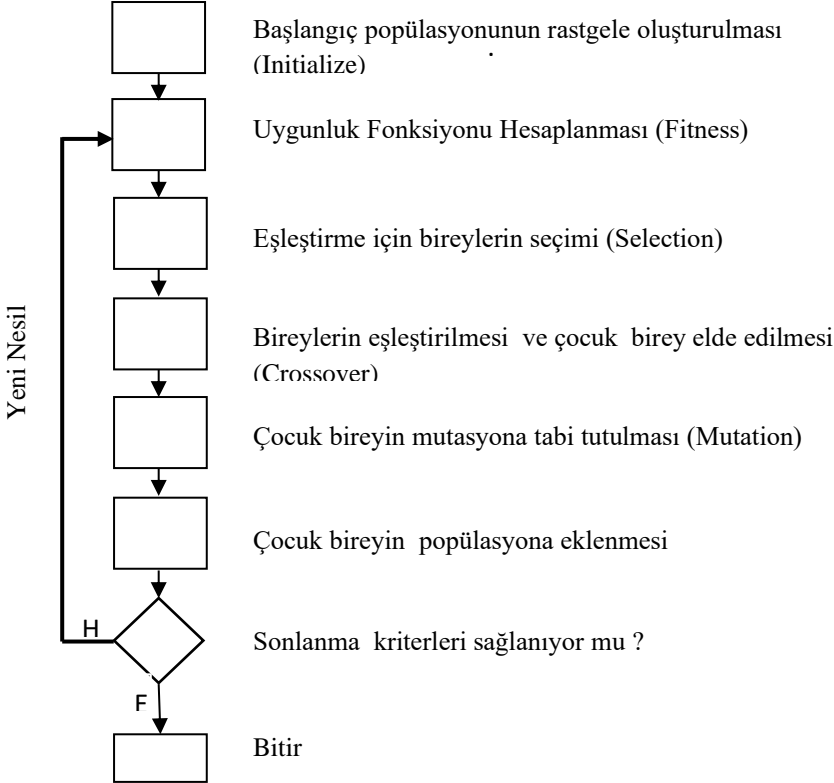 Başlangıç popülasyonunun rastgele oluşturulması
(Initialize)
Uygunluk Fonksiyonu Hesaplanması (Fitness)
Eşleştirme için bireylerin seçimi (Selection)
Bireylerin eşleştirilmesi ve çocuk birey elde edilmesi
(Crossover)
Yeni Nesil
Çocuk bireyin mutasyona tabi tutulması (Mutation)
Çocuk bireyin popülasyona eklenmesi
H
Sonlanma kriterleri sağlanıyor mu ?
F
Bitir